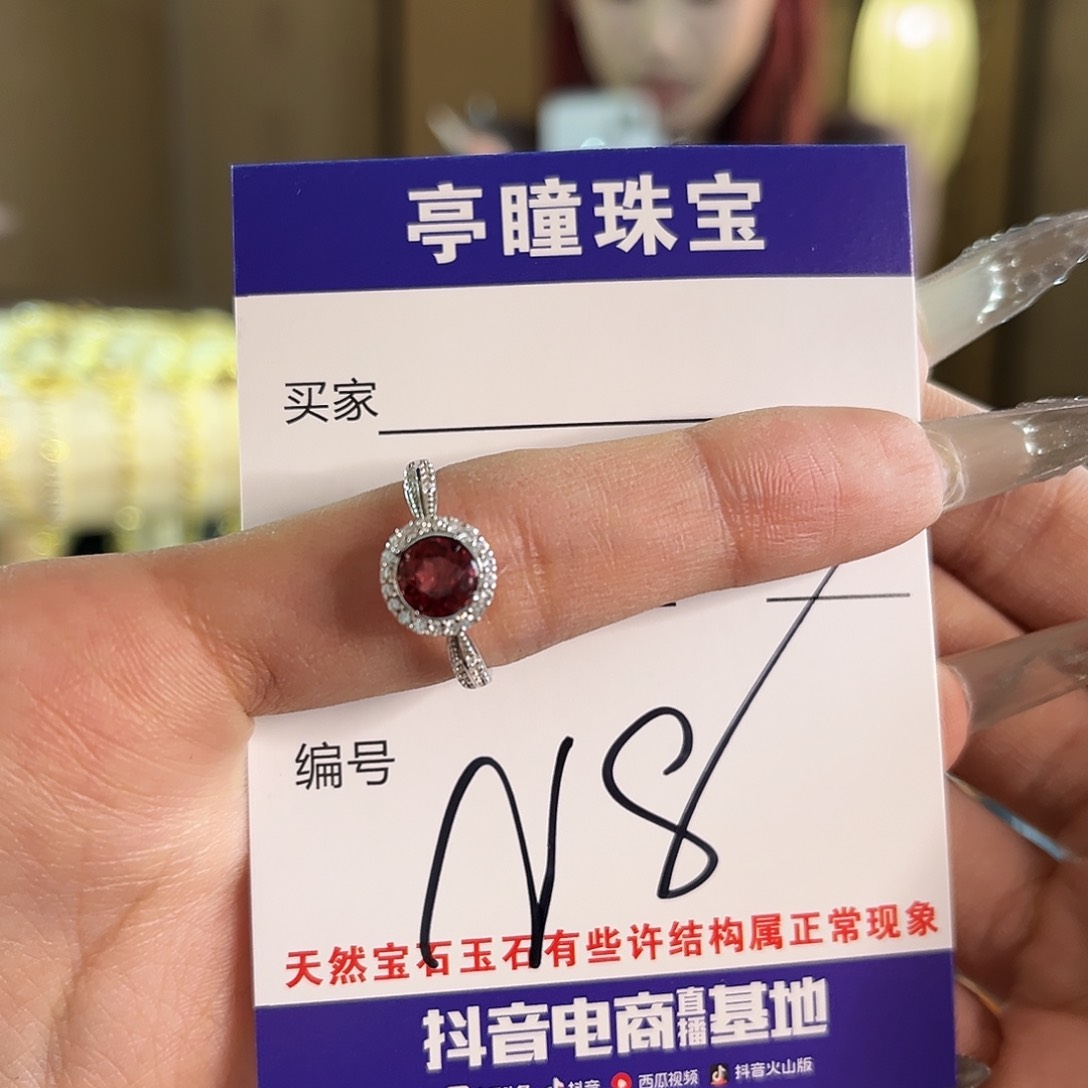 亭瞳珠宝
买家
编号 N8
天然宝石玉石有些许结构属正常现象
抖音电商直播基地
抖音 西瓜视频 抖音火山版